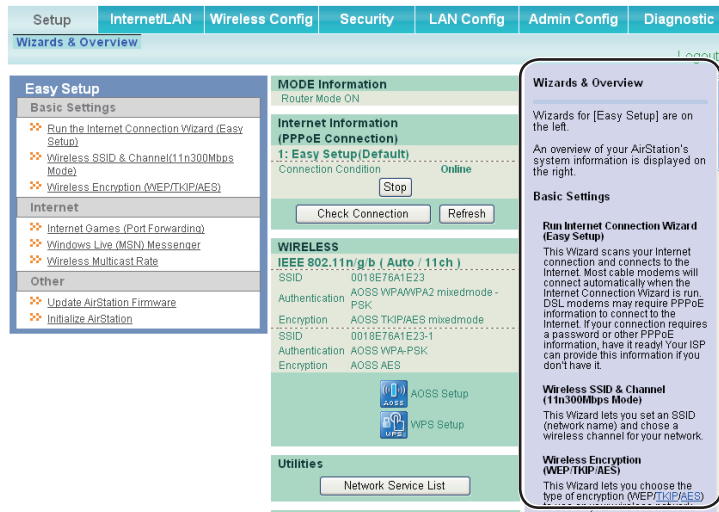 Setup Internet/LAN Wireless Config Security LAN Config Admin Config Diagnostic
Wizards & Overview
Logout
Easy Setup
Basic Settings
Run the Internet Connection Wizard (Easy
Setup)
Wireless SSID & Channel(11n300Mbps
Mode)
Wireless Encryption (WEP/TKIP/AES)
Internet
Internet Games (Port Forwarding)
Windows Live (MSN) Messenger
Wireless Multicast Rate
Other
Update AirStation Firmware
Initialize AirStation
MODE Information
Router Mode ON
Internet Information
(PPPoE Connection)
1: Easy Setup(Default)
Connection Condition Online
Stop
Check Connection Refresh
WIRELESS
IEEE 802.11n/g/b ( Auto / 11ch )
SSID 0018E76A1E23
Authentication AOSS WPA/WPA2 mixedmode -
PSK
Encryption AOSS TKIP/AES mixedmode
SSID 0018E76A1E23-1
Authentication AOSS WPA-PSK
Encryption AOSS AES
AOSS AOSS Setup
WPS WPS Setup
Utilities
Network Service List
Wizards & Overview
Wizards for [Easy Setup] are on
the left.
An overview of your AirStation's
system information is displayed on
the right.
Basic Settings
Run Internet Connection Wizard
(Easy Setup)
This Wizard scans your Internet
connection and connects to the
Internet. Most cable modems will
connect automatically when the
Internet Connection Wizard is run.
DSL modems may require PPPoE
information to connect to the
Internet. If your connection requires
a password or other PPPoE
information, have it ready! Your ISP
can provide this information if you
don't have it.
Wireless SSID & Channel
(11n300Mbps Mode)
This Wizard lets you set an SSID
(network name) and chose a
wireless channel for your network.
Wireless Encryption
(WEP/TKIP/AES)
This Wizard lets you choose the
type of encryption (WEP/TKIP/AES)
to use on your wireless network